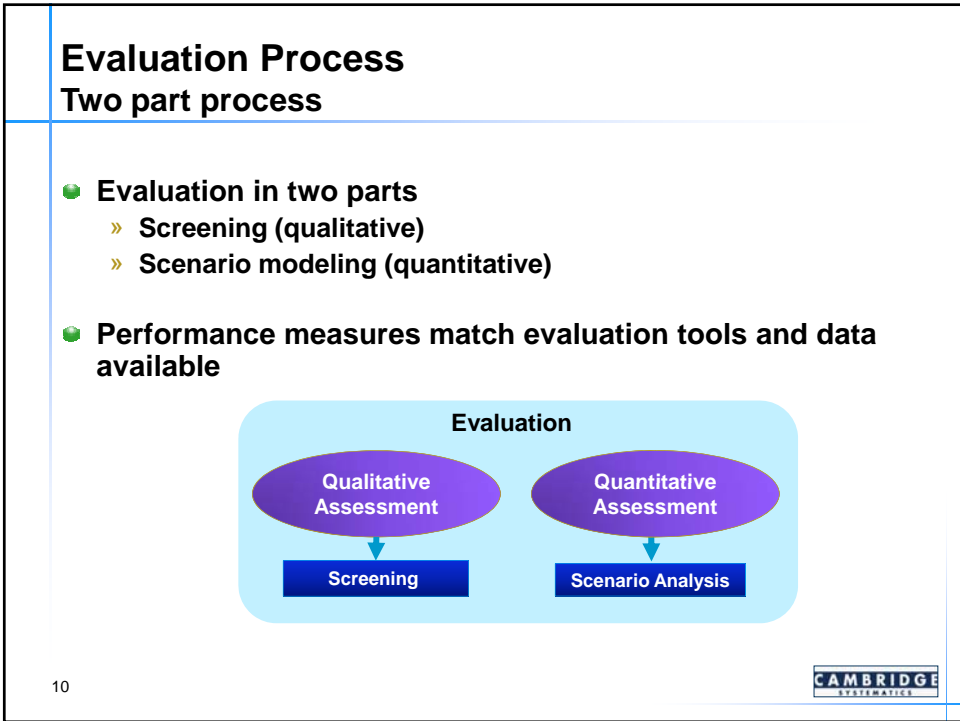 Evaluation Process
Two part process
Evaluation in two parts
» Screening (qualitative)
» Scenario modeling (quantitative)
Performance measures match evaluation tools and data
available
Evaluation
Qualitative
Assessment
Quantitative
Assessment
Screening
Scenario Analysis
10
CAMBRIDGE
SYSTEMATICS